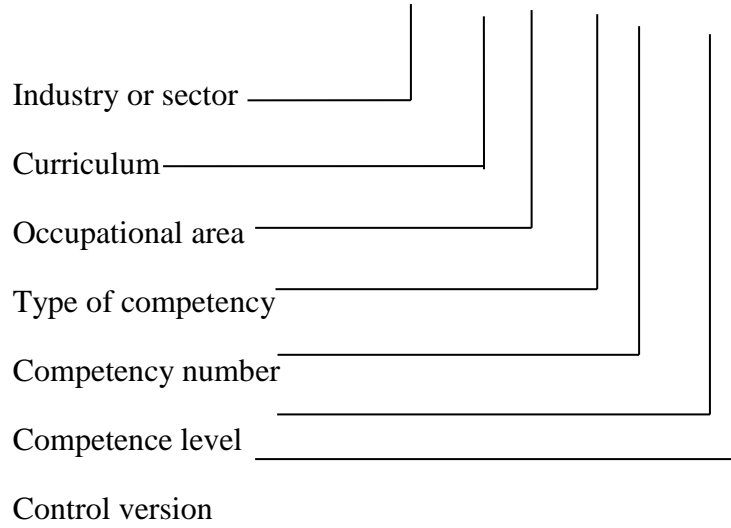 Industry or sector
Curriculum
Occupational area
Type of competency
Competency number
Competence level
Control version